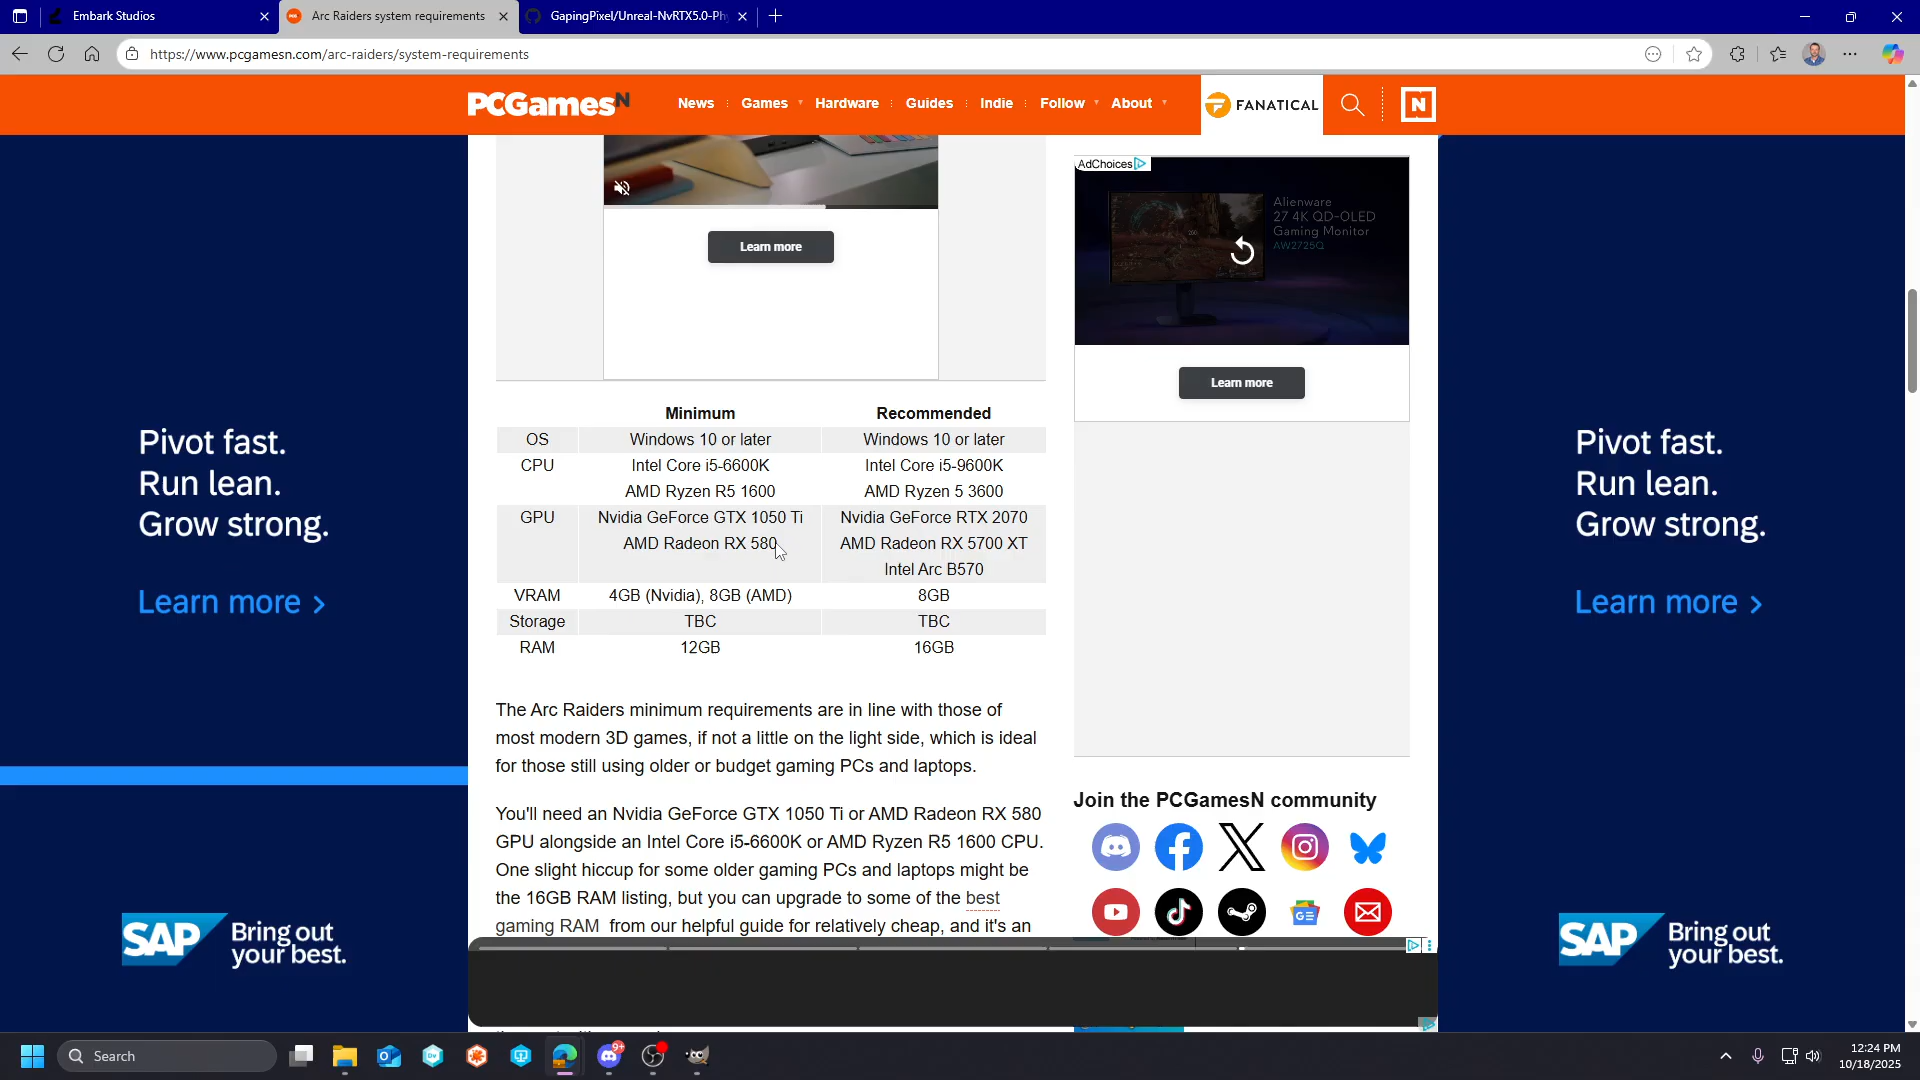 Embark Studios
Arc Raiders system requirements
GapingPixel/Unreal-NvRTX5.0-Ph
https://www.pcgamesn.com/arc-raiders/system-requirements
PCGamesN
News
Games
Hardware
Guides
Indie
Follow
About
FANATICAL
N
Learn more
AdChoices
Alienware
27 4K QD-OLED
Gaming Monitor
AW2725Q
Learn more
Minimum Recommended
OS Windows 10 or later Windows 10 or later
CPU Intel Core i5-6600K Intel Core i5-9600K
AMD Ryzen R5 1600 AMD Ryzen 5 3600
GPU Nvidia GeForce GTX 1050 Ti Nvidia GeForce RTX 2070
AMD Radeon RX 580 AMD Radeon RX 5700 XT
Intel Arc B570
VRAM 4GB (Nvidia), 8GB (AMD) 8GB
Storage TBC TBC
RAM 12GB 16GB
The Arc Raiders minimum requirements are in line with those of
most modern 3D games, if not a little on the light side, which is ideal
for those still using older or budget gaming PCs and laptops.
You'll need an Nvidia GeForce GTX 1050 Ti or AMD Radeon RX 580
GPU alongside an Intel Core i5-6600K or AMD Ryzen R5 1600 CPU.
One slight hiccup for some older gaming PCs and laptops might be
the 16GB RAM listing, but you can upgrade to some of the best
gaming RAM from our helpful guide for relatively cheap, and it's an
Join the PCGamesN community
Pivot fast.
Run lean.
Grow strong.
Learn more >
SAP
Bring out
your best.
Pivot fast.
Run lean.
Grow strong.
Learn more >
SAP
Bring out
your best.
Search
9+
12:24 PM
10/18/2025